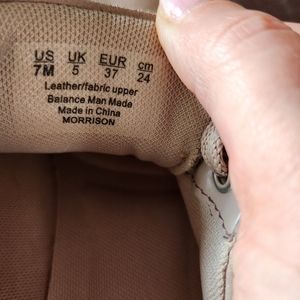 US UK EUR cm
7M 5 37 24
Leather/fabric upper
Balance Man Made
Made in China
MORRISON